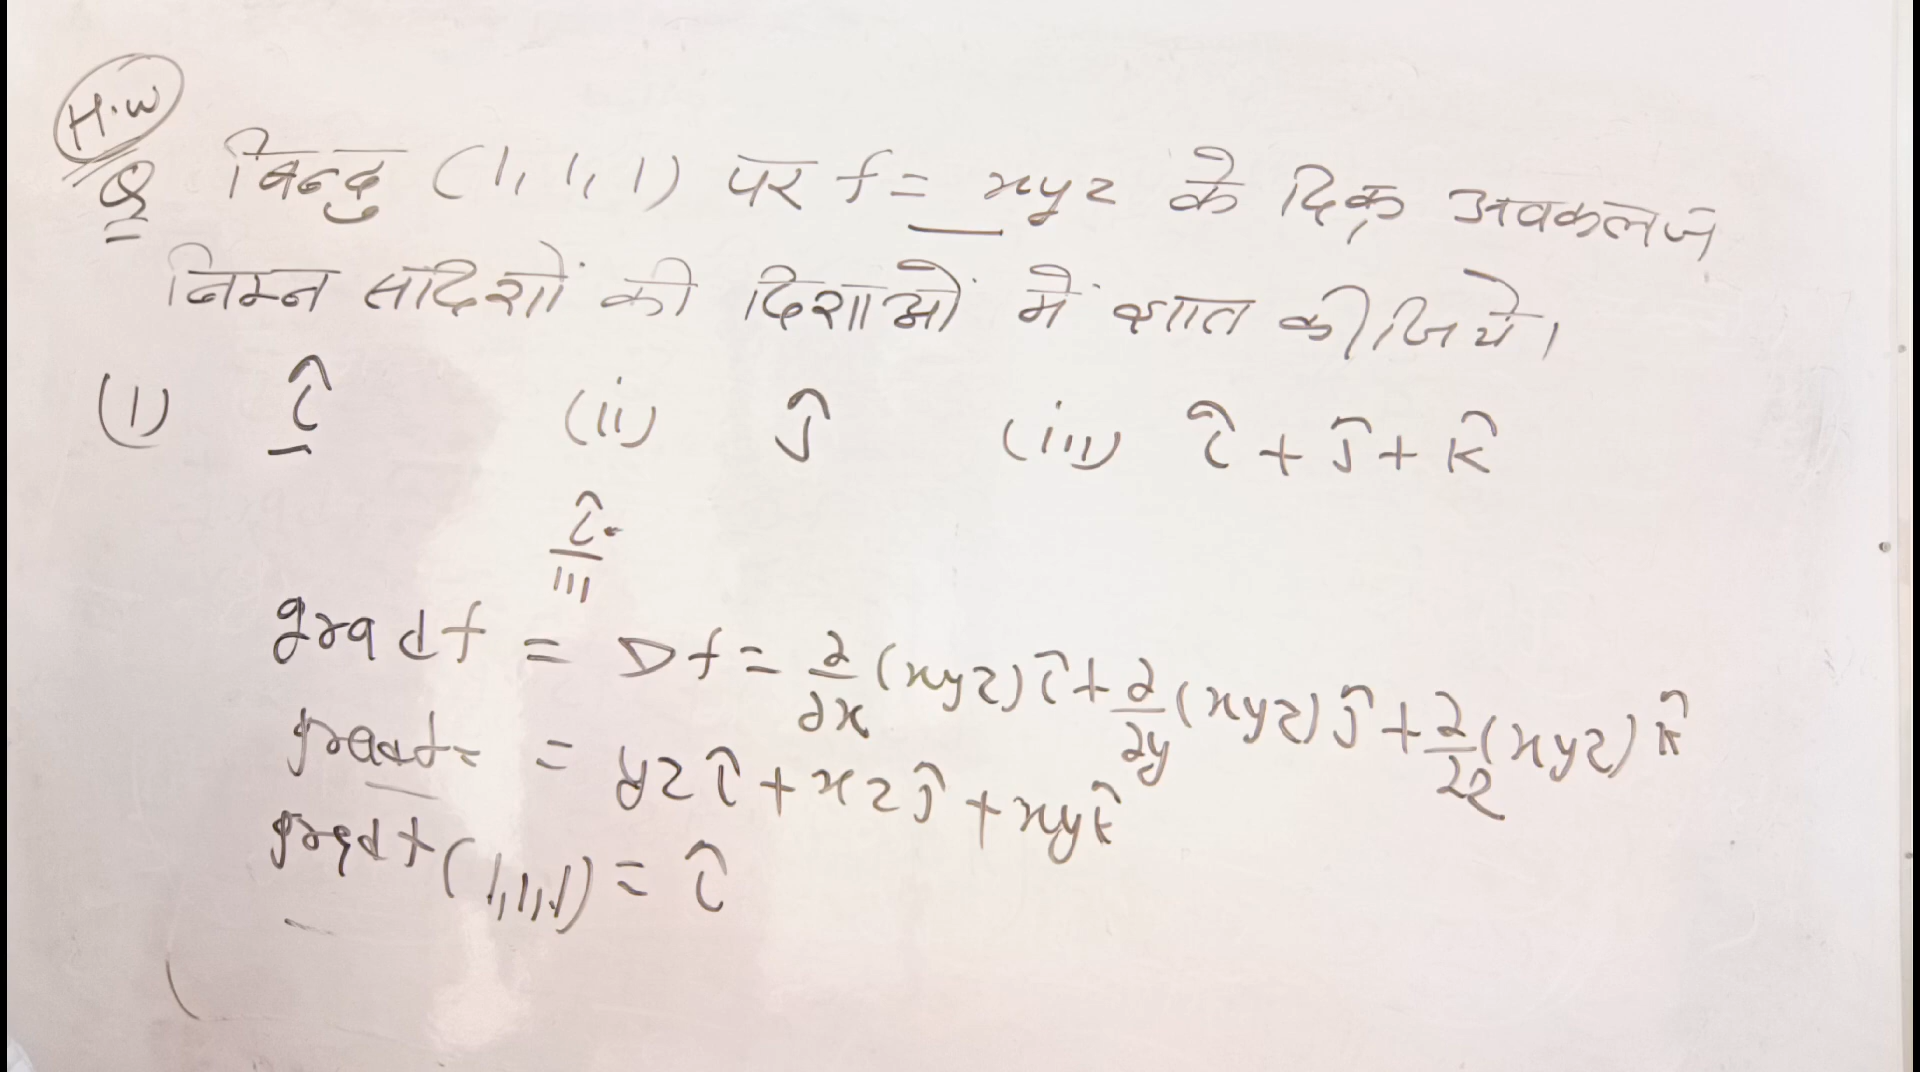 H.W
Q बिन्दु (1, 1, 1) पर f = xyz के दिक् अवकलज
निम्न सदिशों की दिशाओं में ज्ञात कीजिये।
(i) î (ii) ĵ (iii) î + ĵ + k̂
î
|||
grad f = ∇f = ∂/∂x (xyz) î + ∂/∂y (xyz) ĵ + ∂/∂z (xyz) k̂
grad f = = yz î + xz ĵ + xy k̂
grad f (1,1,1) = î